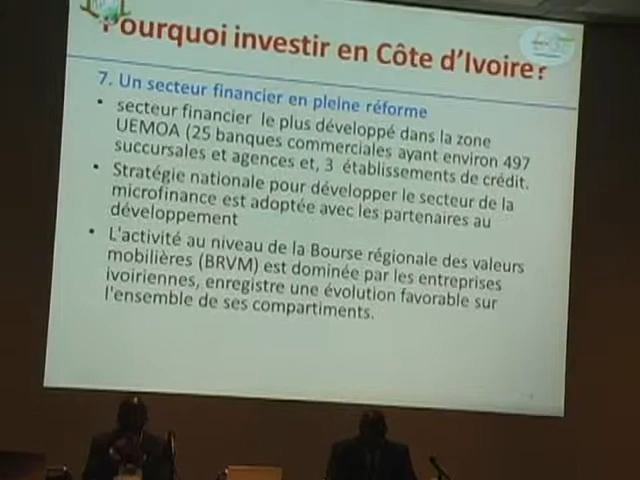 Pourquoi investir en Côte d'Ivoire?
7. Un secteur financier en pleine réforme
• secteur financier le plus développé dans la zone
UEMOA (25 banques commerciales ayant environ 497
succursales et agences et, 3 établissements de crédit.
• Stratégie nationale pour développer le secteur de la
microfinance est adoptée avec les partenaires au
développement
• L'activité au niveau de la Bourse régionale des valeurs
mobilières (BRVM) est dominée par les entreprises
ivoiriennes, enregistre une évolution favorable sur
l'ensemble de ses compartiments.